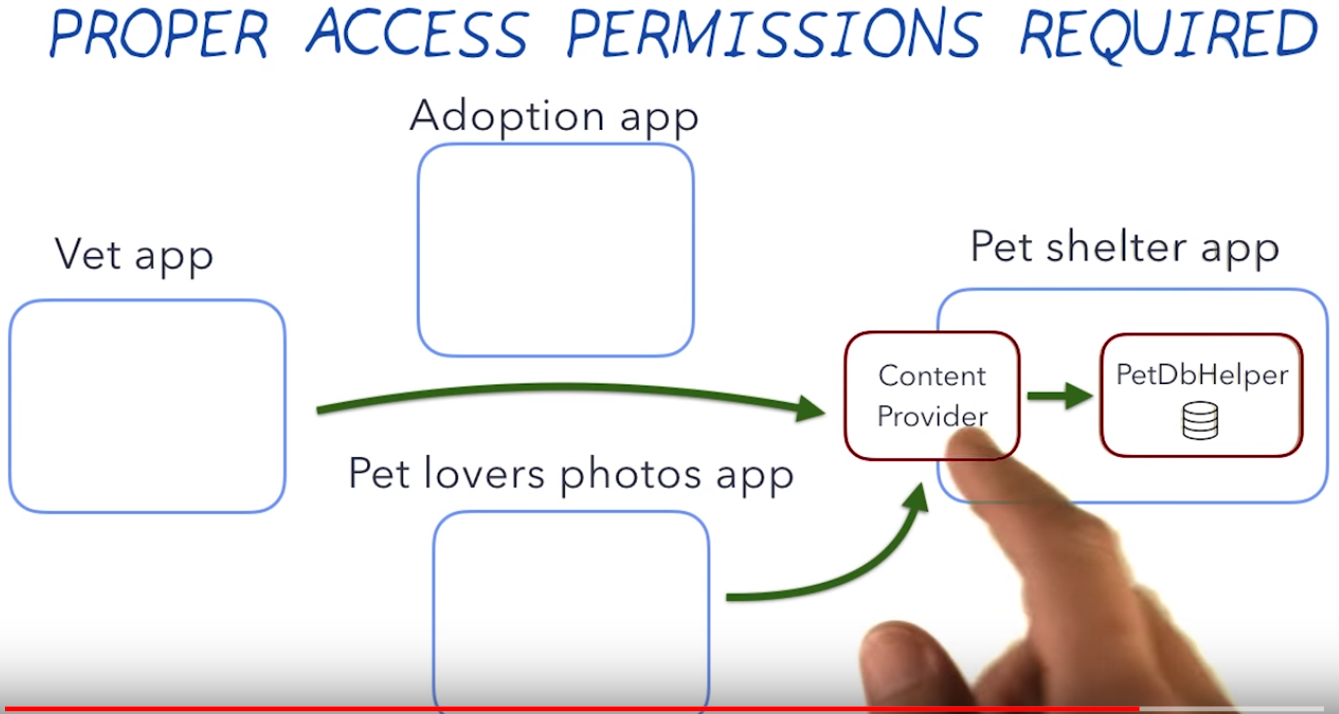 PROPER ACCESS PERMISSIONS REQUIRED
Adoption app
Vet app
Pet shelter app
Content
Provider
PetDbHelper
Pet lovers photos app